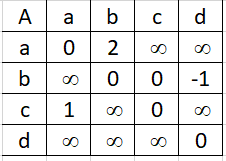 A a b c d
a 0 2 ∞ ∞
b ∞ 0 0 -1
c 1 ∞ 0 ∞
d ∞ ∞ ∞ 0